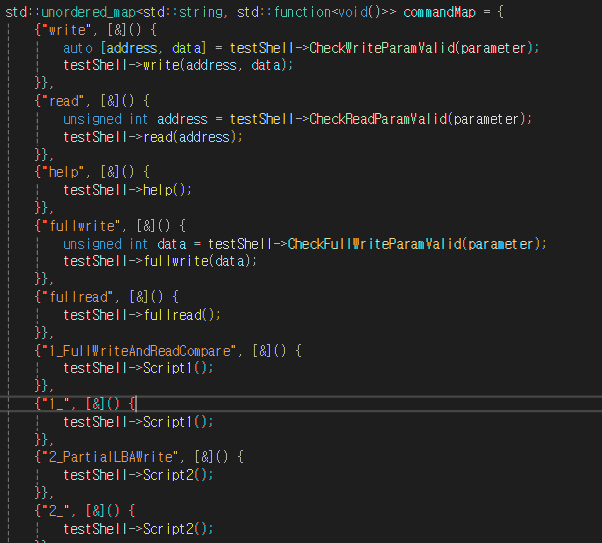 std::unordered_map<std::string, std::function<void()>> commandMap = {
{"write", [&]() {
auto [address, data] = testShell->CheckWriteParamValid(parameter);
testShell->write(address, data);
}},
{"read", [&]() {
unsigned int address = testShell->CheckReadParamValid(parameter);
testShell->read(address);
}},
{"help", [&]() {
testShell->help();
}},
{"fullwrite", [&]() {
unsigned int data = testShell->CheckFullWriteParamValid(parameter);
testShell->fullwrite(data);
}},
{"fullread", [&]() {
testShell->fullread();
}},
{"1_FullWriteAndReadCompare", [&]() {
testShell->Script1();
}},
{"1_", [&]() {
testShell->Script1();
}},
{"2_PartialLBAWrite", [&]() {
testShell->Script2();
}},
{"2_", [&]() {
testShell->Script2();